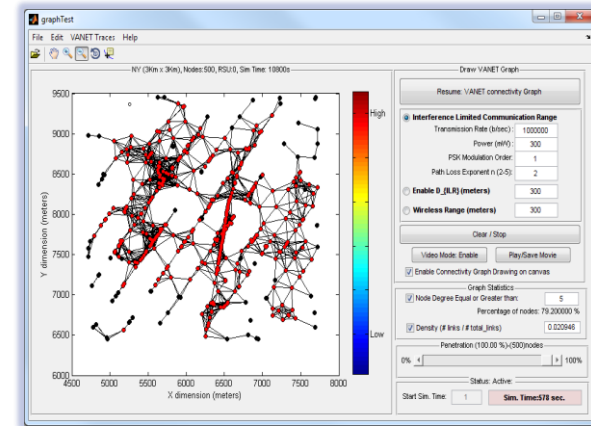 graphTest
File Edit VANET Traces Help
NY (3Km x 3Km), Nodes:500, RSU:0, Sim Time: 10800s
9500
9000
8500
8000
7500
7000
6500
6000
4500 5000 5500 6000 6500 7000 7500 8000
Y dimension (meters)
X dimension (meters)
High
Low
Draw VANET Graph
Resume: VANET connectivity Graph
Interference Limited Communication Range
Transmission Rate (b/sec) : 1000000
Power (mW): 300
PSK Modulation Order: 1
Path Loss Exponent n (2-5): 2
Enable D_{ILR} (meters) 300
Wireless Range (meters) 300
Clear / Stop
Video Mode: Enable Play/Save Movie
Enable Connectivity Graph Drawing on canvas
Graph Statistics
Node Degree Equal or Greater than: 5
Percentage of nodes: 79.200000 %
Density (# links / # total_links) 0.020946
Penetration (100.00 %)-(500)nodes
0% 100%
Status: Active:
Start Sim. Time: 1 Sim. Time:578 sec.